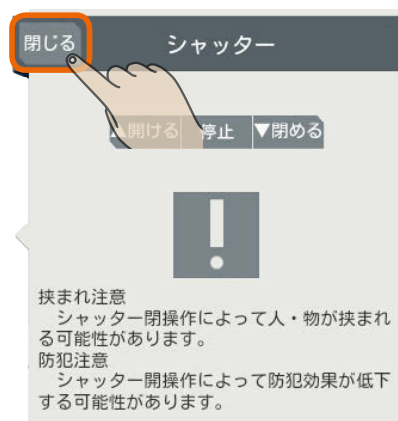 閉じる シャッター
▲開ける 停止 ▼閉める
!
挟まれ注意
　シャッター閉操作によって人・物が挟まれ
る可能性があります。
防犯注意
　シャッター開操作によって防犯効果が低下
する可能性があります。